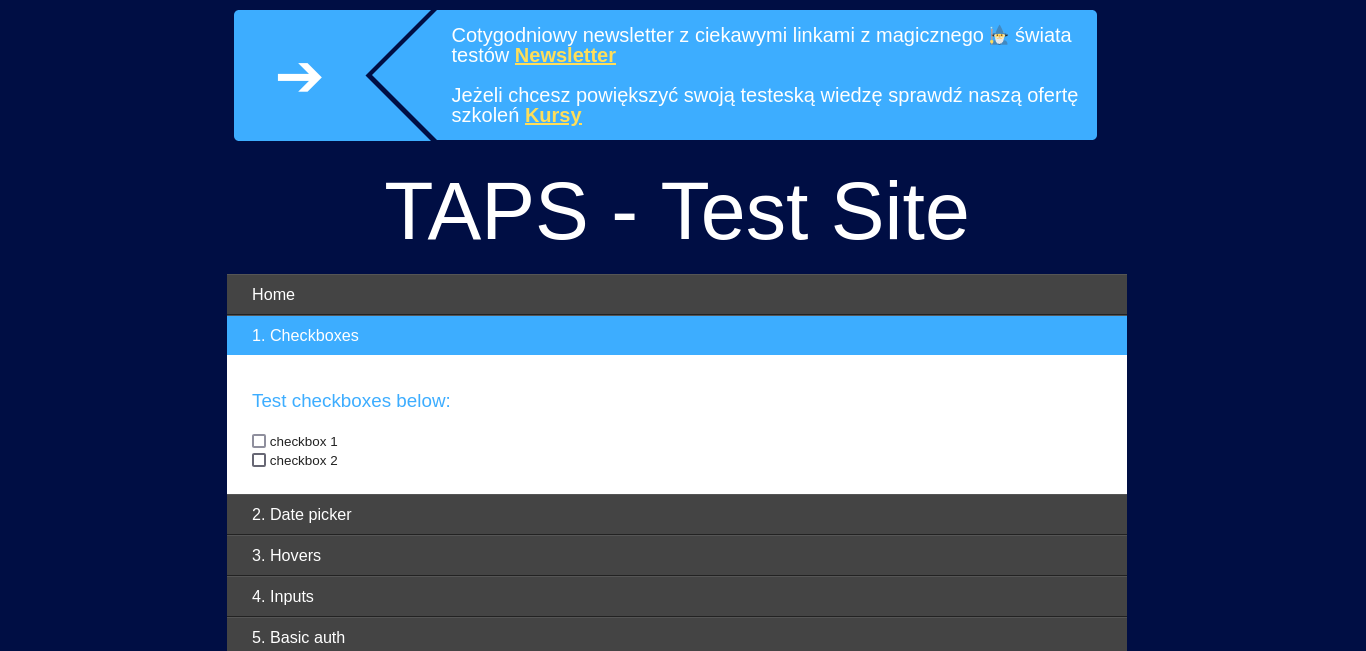 Cotygodniowy newsletter z ciekawymi linkami z magicznego 🧙 świata
testów Newsletter
Jeżeli chcesz powiększyć swoją testeską wiedzę sprawdź naszą ofertę
szkoleń Kursy
TAPS - Test Site
Home
1. Checkboxes
Test checkboxes below:
checkbox 1
checkbox 2
2. Date picker
3. Hovers
4. Inputs
5. Basic auth